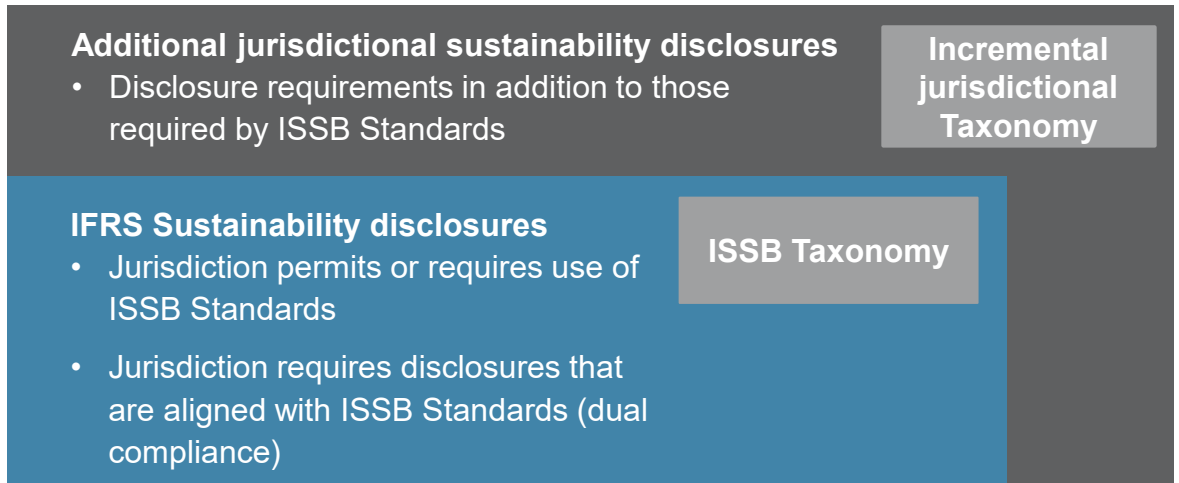 Additional jurisdictional sustainability disclosures
• Disclosure requirements in addition to those
required by ISSB Standards
Incremental
jurisdictional
Taxonomy
IFRS Sustainability disclosures
• Jurisdiction permits or requires use of
ISSB Standards
• Jurisdiction requires disclosures that
are aligned with ISSB Standards (dual
compliance)
ISSB Taxonomy